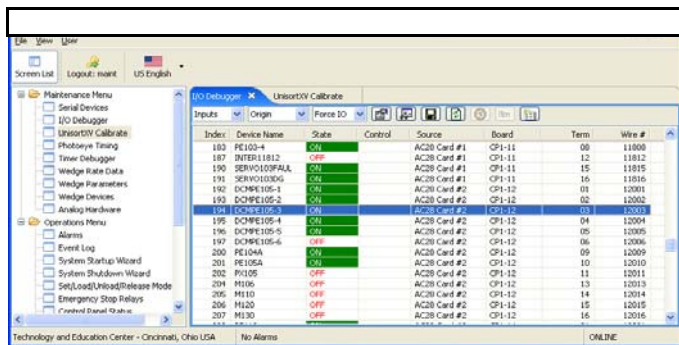 File View User
Screen List
Logout: maint
US English
Maintenance Menu
Serial Devices
I/O Debugger
UnisortXV Calibrate
Photoeye Timing
Timer Debugger
Wedge Rate Data
Wedge Parameters
Wedge Devices
Analog Hardware
Operations Menu
Alarms
Event Log
System Startup Wizard
System Shutdown Wizard
Set/Load/Unload/Release Mode
Emergency Stop Relays
Control Panel Status
I/O Debugger UnisortXV Calibrate
Inputs Origin Force IO
Index Device Name State Control Source Board Term Wire #
183 PE103-4 ON AC28 Card #1 CP1-11 08 11808
187 INTER11812 OFF AC28 Card #1 CP1-11 12 11812
190 SERVO103FAUL ON AC28 Card #1 CP1-11 15 11815
191 SERVO103DG ON AC28 Card #1 CP1-11 16 11816
192 DCMPE105-1 ON AC28 Card #2 CP1-12 01 12001
193 DCMPE105-2 ON AC28 Card #2 CP1-12 02 12002
194 DCMPE105-3 ON AC28 Card #2 CP1-12 03 12003
195 DCMPE105-4 ON AC28 Card #2 CP1-12 04 12004
196 DCMPE105-5 ON AC28 Card #2 CP1-12 05 12005
197 DCMPE105-6 OFF AC28 Card #2 CP1-12 06 12006
200 PE104A ON AC28 Card #2 CP1-12 09 12009
201 PE105A ON AC28 Card #2 CP1-12 10 12010
202 PX105 OFF AC28 Card #2 CP1-12 11 12011
204 M106 OFF AC28 Card #2 CP1-12 13 12013
205 M110 OFF AC28 Card #2 CP1-12 14 12014
206 M120 OFF AC28 Card #2 CP1-12 15 12015
207 M130 OFF AC28 Card #2 CP1-12 16 12016
Technology and Education Center - Cincinnati, Ohio USA No Alarms ONLINE